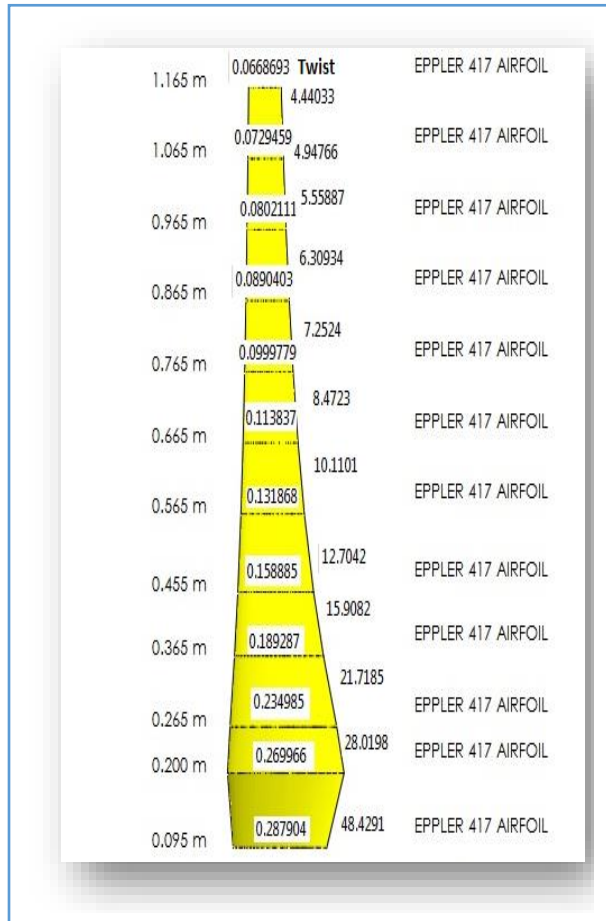 1.165 m 0.0668693 Twist EPPLER 417 AIRFOIL
4.44033
1.065 m 0.0729459 4.94766 EPPLER 417 AIRFOIL
0.965 m 0.0802111 5.55887 EPPLER 417 AIRFOIL
0.865 m 0.0890403 6.30934 EPPLER 417 AIRFOIL
0.765 m 0.0999779 7.2524 EPPLER 417 AIRFOIL
0.665 m 0.113837 8.4723 EPPLER 417 AIRFOIL
0.565 m 0.131868 10.1101 EPPLER 417 AIRFOIL
0.455 m 0.158885 12.7042 EPPLER 417 AIRFOIL
0.365 m 0.189287 15.9082 EPPLER 417 AIRFOIL
0.265 m 0.234985 21.7185 EPPLER 417 AIRFOIL
0.200 m 0.269966 28.0198 EPPLER 417 AIRFOIL
0.095 m 0.287904 48.4291 EPPLER 417 AIRFOIL